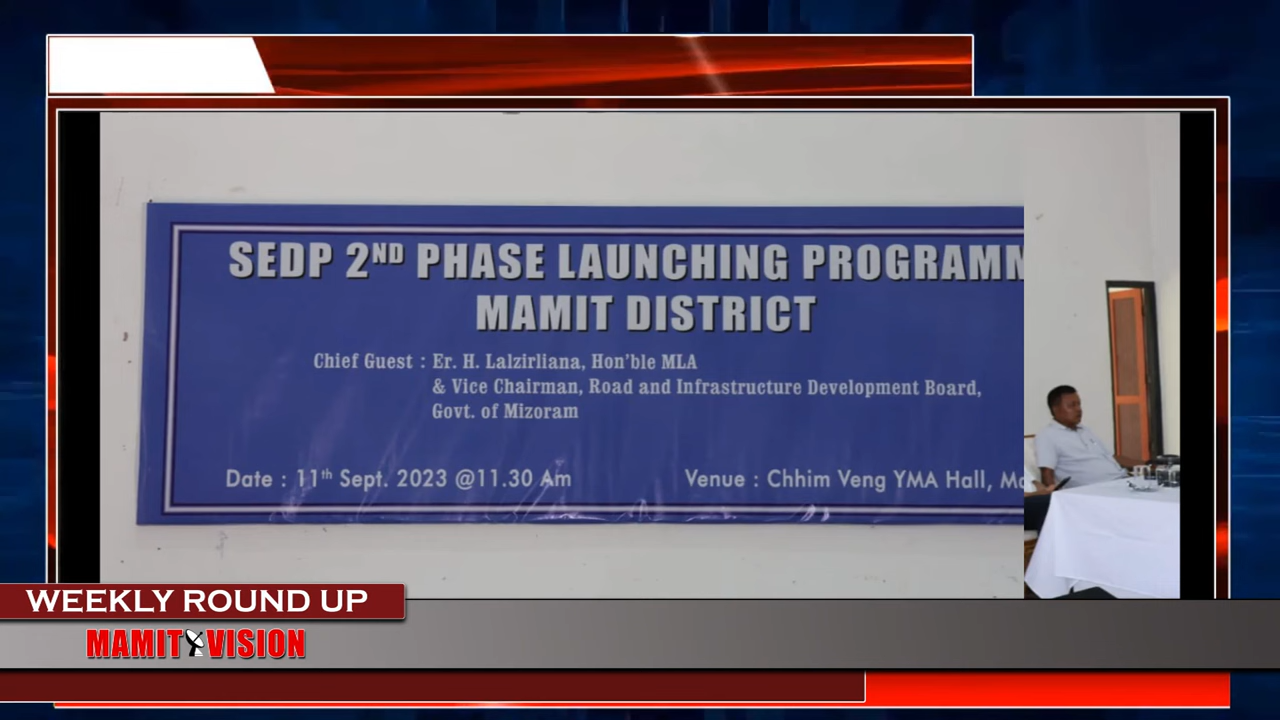 SEDP 2ND PHASE LAUNCHING
MAMIT DISTRICT
Chief Guest : Er. H. Lalzirliana, Hon'ble MLA
& Vice Chairman, Road and Infrastructure Development Board,
Govt. of Mizoram
Date : 11th Sept. 2023 @11.30 Am
Venue : Chhim Veng YMA Hall,
WEEKLY ROUND UP
MAMIT VISION